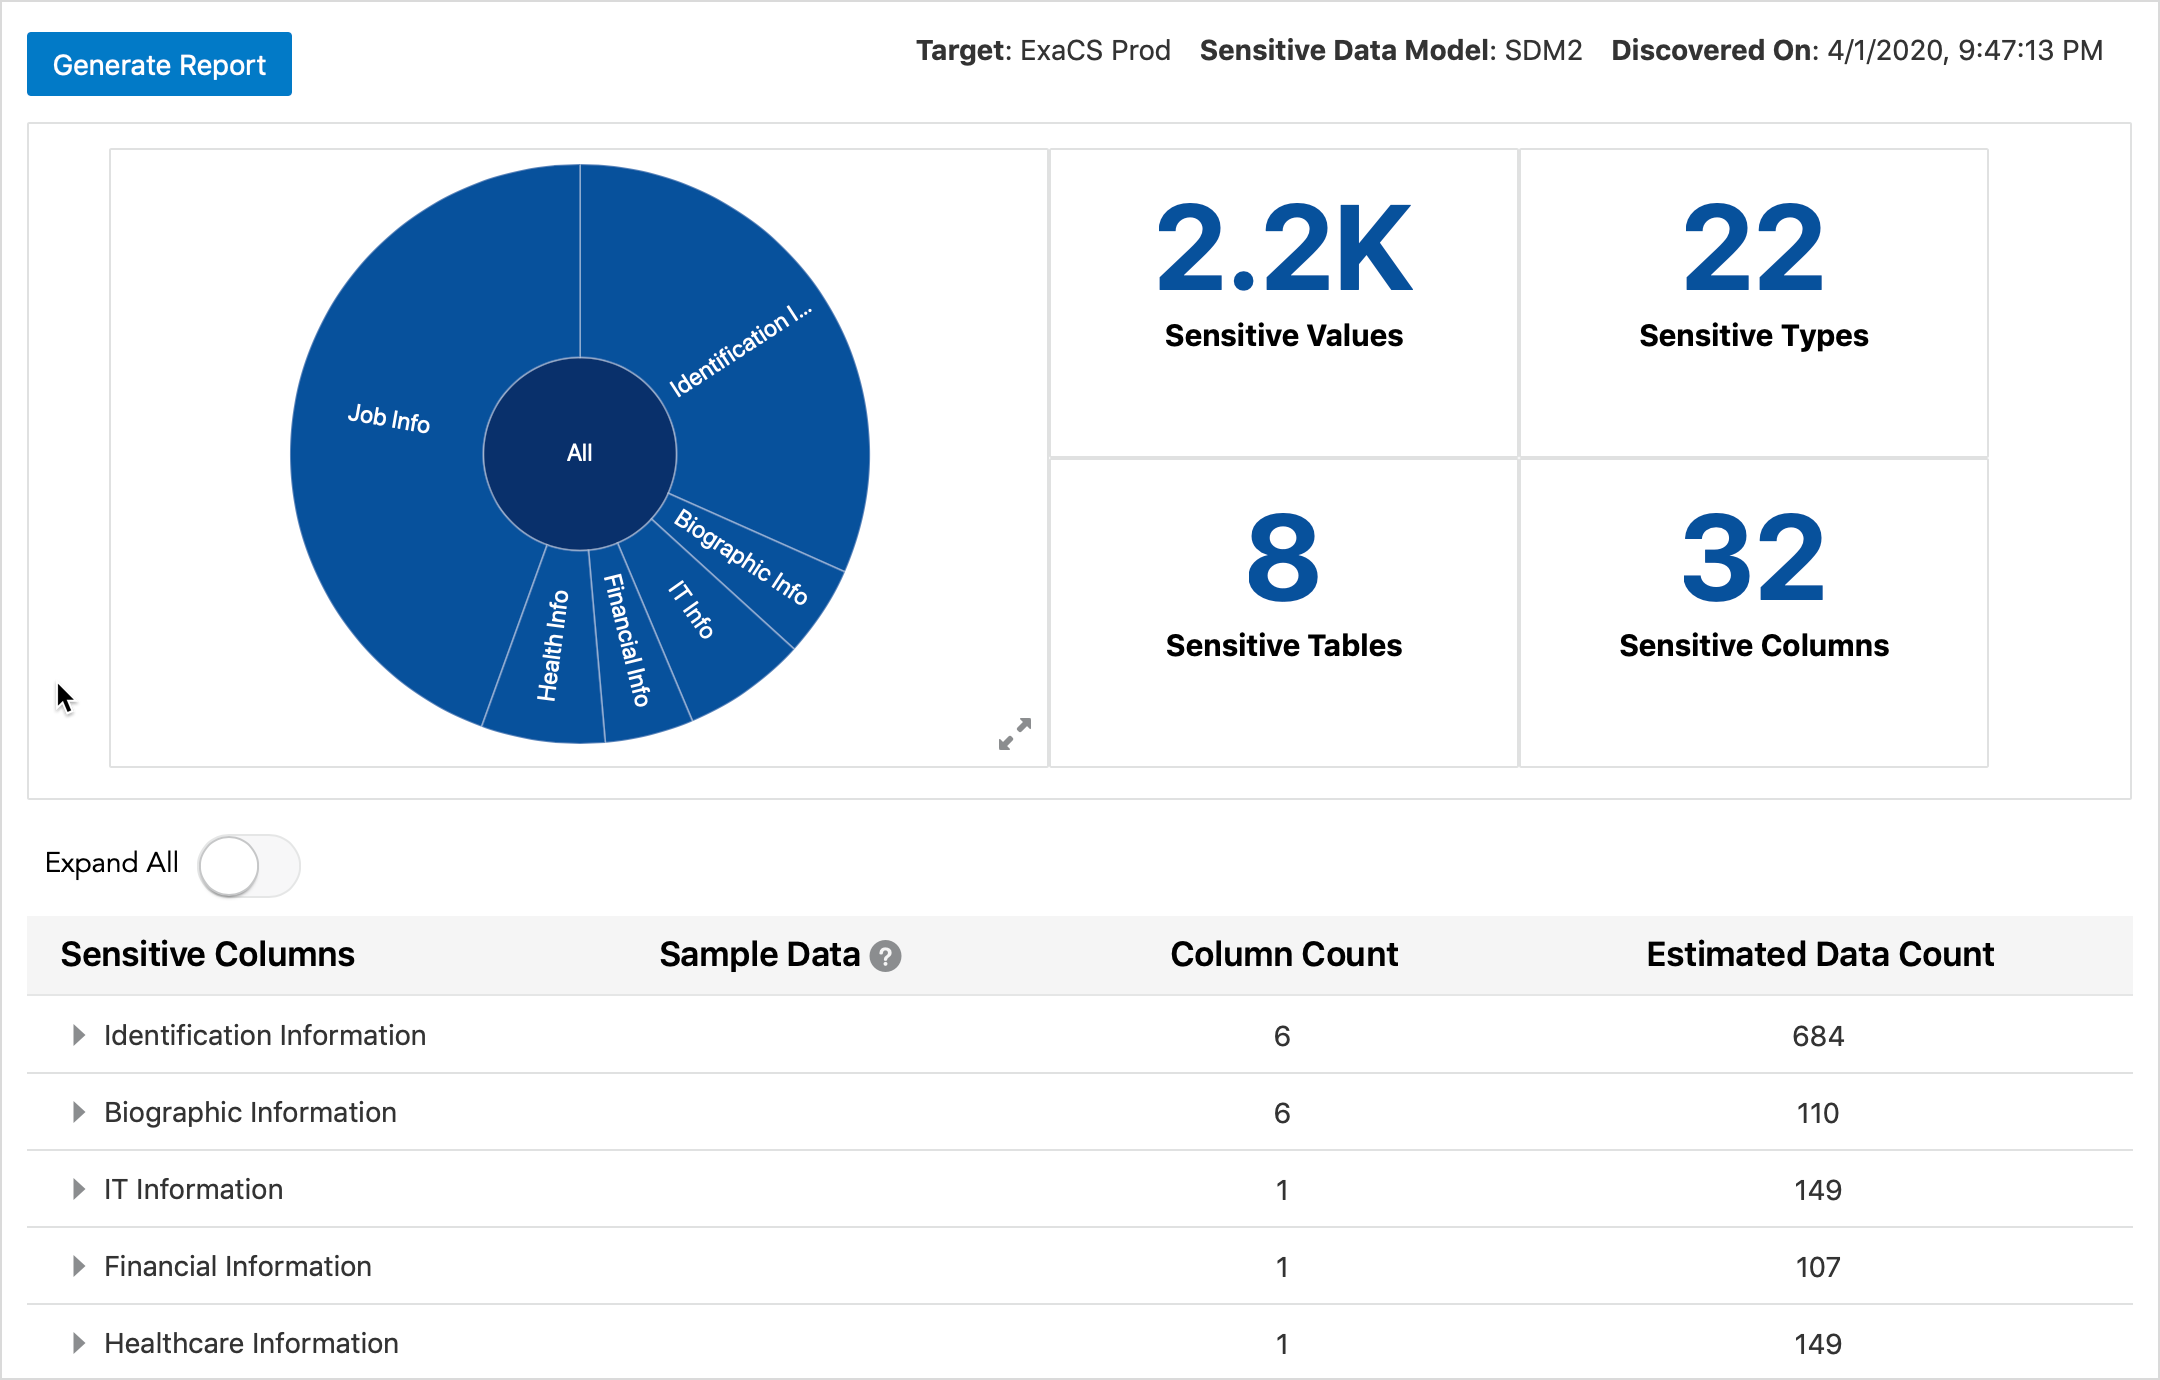 Generate Report
Target: ExaCS Prod Sensitive Data Model: SDM2 Discovered On: 4/1/2020, 9:47:13 PM
Identification I...
Job Info
All
Biographic Info
IT Info
Financial Info
Health Info
2.2K
Sensitive Values
22
Sensitive Types
8
Sensitive Tables
32
Sensitive Columns
Expand All
Sensitive Columns Sample Data ? Column Count Estimated Data Count
Identification Information 6 684
Biographic Information 6 110
IT Information 1 149
Financial Information 1 107
Healthcare Information 1 149